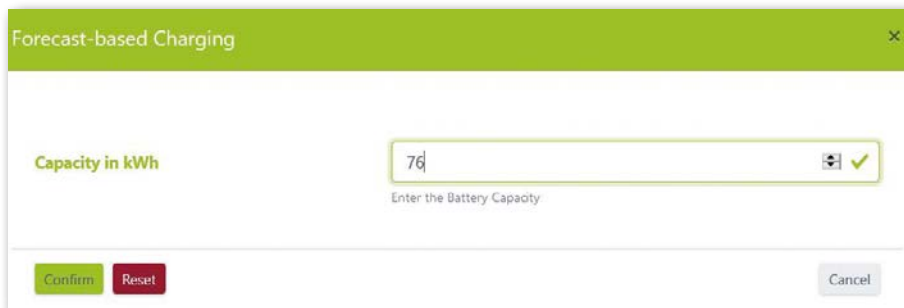 Forecast-based Charging
Capacity in kWh
76
Enter the Battery Capacity
Confirm Reset Cancel